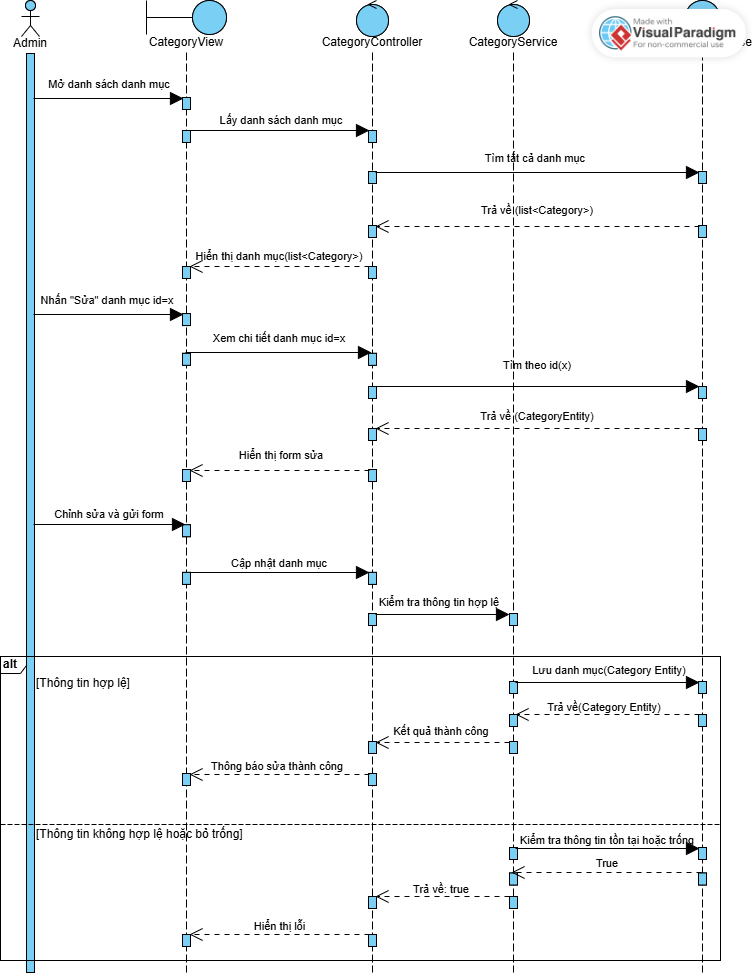 Made with
VisualParadigm
For non-commercial use
Admin
CategoryView
CategoryController
CategoryService
Mở danh sách danh mục
Lấy danh sách danh mục
Tìm tất cả danh mục
Trả về (list<Category>)
Hiển thị danh mục(list<Category>)
Nhấn "Sửa" danh mục id=x
Xem chi tiết danh mục id=x
Tìm theo id(x)
Trả về (CategoryEntity)
Hiển thị form sửa
Chỉnh sửa và gửi form
Cập nhật danh mục
Kiểm tra thông tin hợp lệ
alt
[Thông tin hợp lệ]
Lưu danh mục(Category Entity)
Trả về(Category Entity)
Kết quả thành công
Thông báo sửa thành công
[Thông tin không hợp lệ hoặc bỏ trống]
Kiểm tra thông tin tồn tại hoặc trống
True
Trả về: true
Hiển thị lỗi